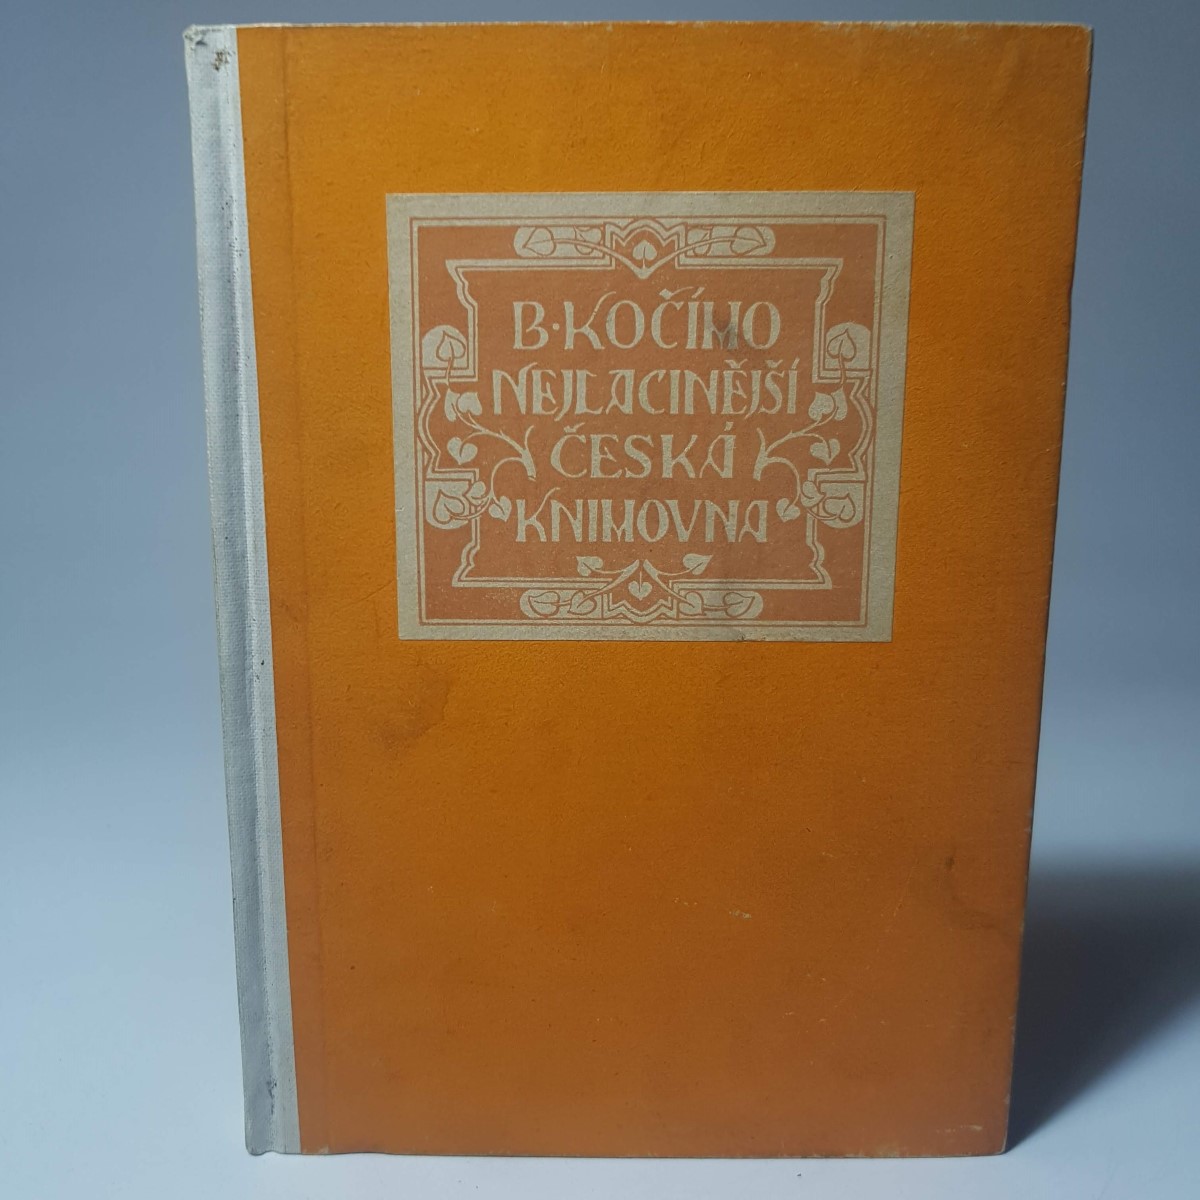 B·KOČÍHO
NEJLACINĚJŠÍ
ČESKÁ
KNIHOVNA